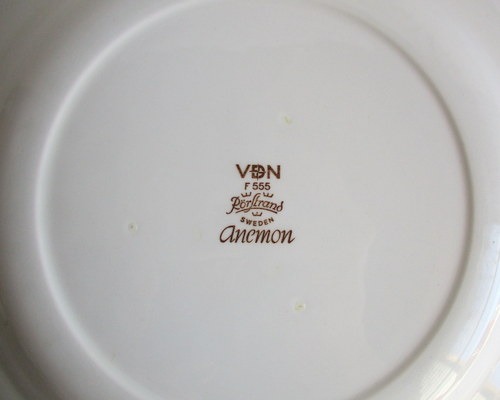 VDN
F 555
Rörstrand
SWEDEN
Anemon